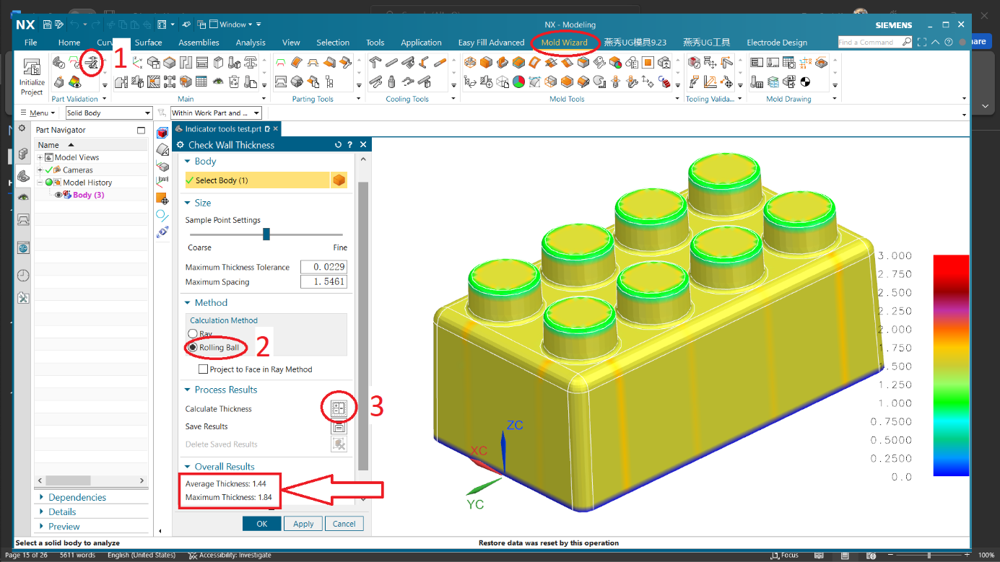 NX
Window
NX - Modeling
SIEMENS
File
Home
Curv
Surface
Assemblies
Analysis
View
Selection
Tools
Application
Easy Fill Advanced
Mold Wizard
燕秀UG模具9.23
燕秀UG工具
Electrode Design
Find a Command
are
1
Initialize
Project
Part Validation
Main
Parting Tools
Cooling Tools
Mold Tools
Tooling Valida...
Mold Drawing
Menu
Solid Body
Within Work Part and ...
Part Navigator
Name
Model Views
Cameras
Model History
Body (3)
Dependencies
Details
Preview
Indicator tools test.prt
Check Wall Thickness
Body
Select Body (1)
Size
Sample Point Settings
Coarse
Fine
Maximum Thickness Tolerance
0.0229
Maximum Spacing
1.5461
Method
Calculation Method
Ray
Rolling Ball
2
Project to Face in Ray Method
Process Results
Calculate Thickness
3
Save Results
Delete Saved Results
Overall Results
Average Thickness: 1.44
Maximum Thickness: 1.84
OK
Apply
Cancel
ZC
XC
YC
3.000
2.750
2.500
2.250
2.000
1.750
1.500
1.250
1.000
0.7500
0.5000
0.2500
0.0
Select a solid body to analyze
Restore data was reset by this operation
Page 15 of 26
5611 words
English (United States)
Accessibility: Investigate
Focus
100%